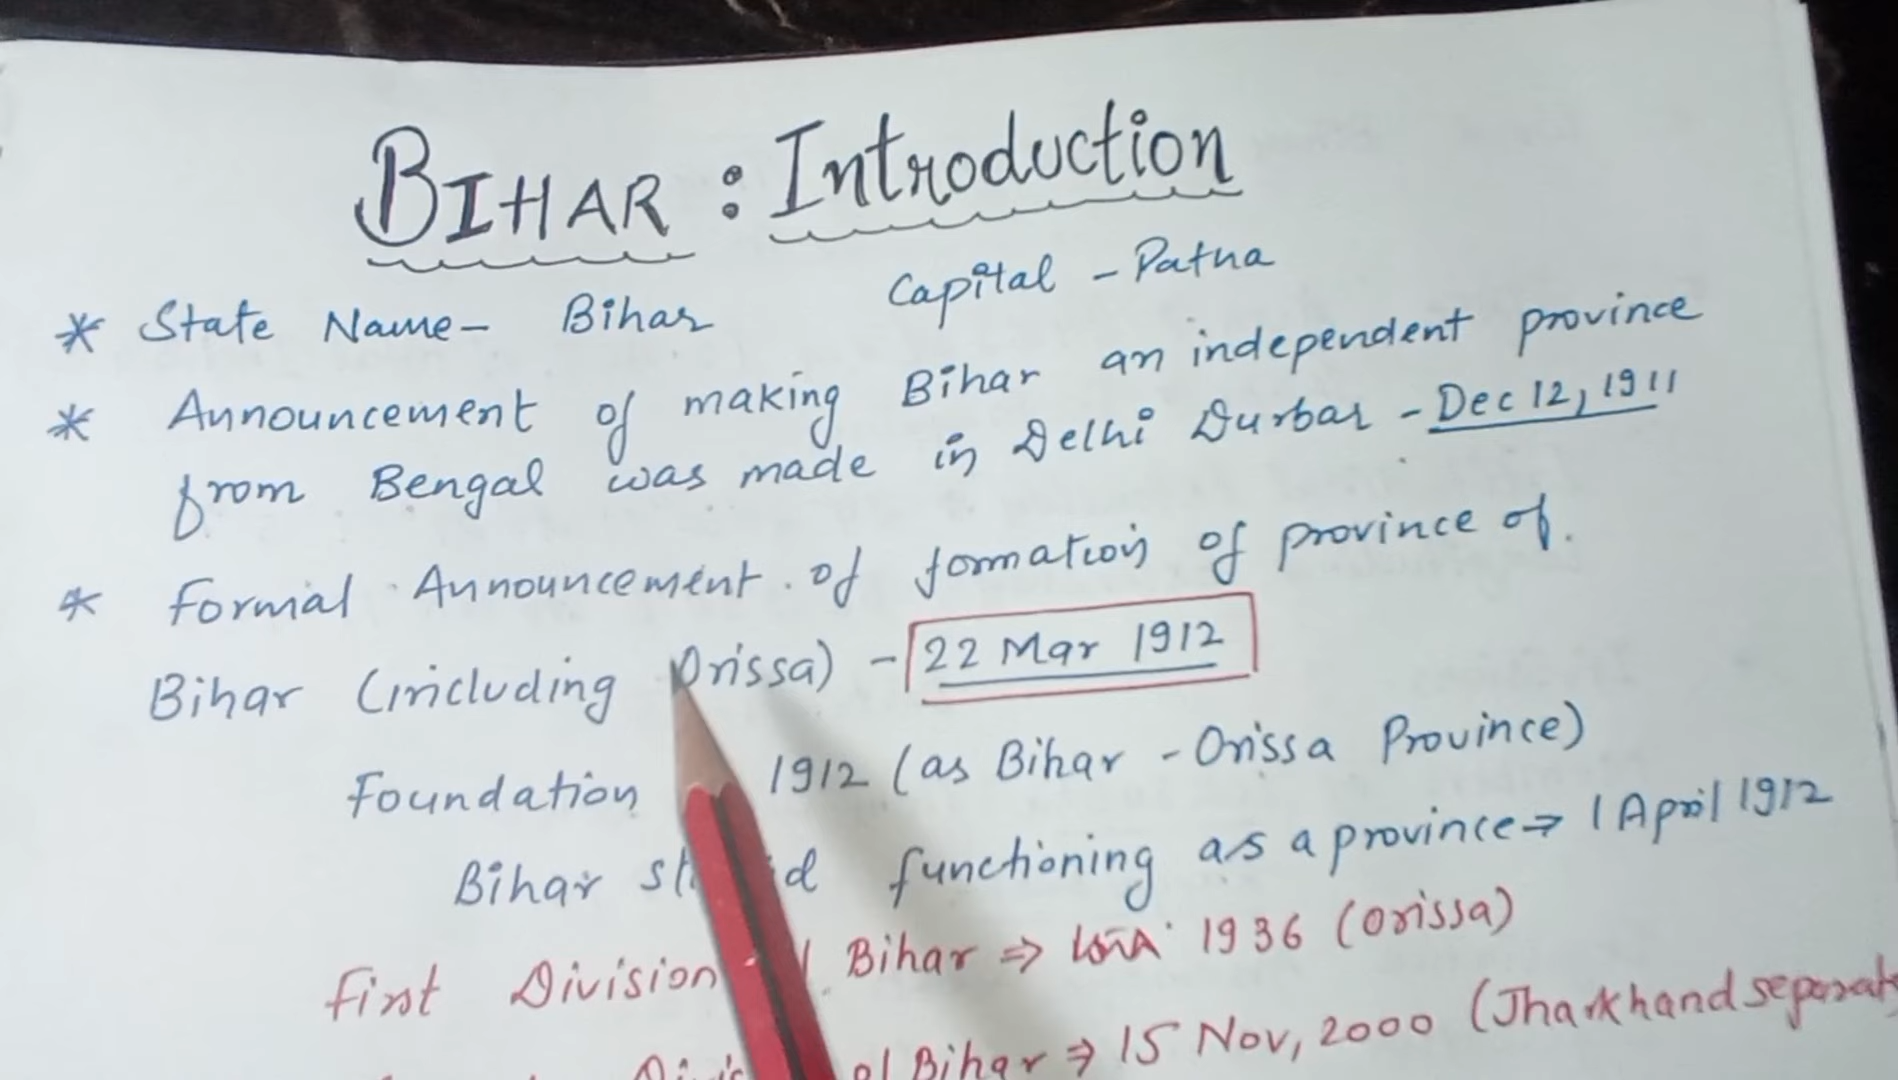 BIHAR : Introduction
* State Name- Bihar Capital - Patna
* Announcement of making Bihar an independent province
from Bengal was made in Delhi Durbar - Dec 12, 1911
* Formal Announcement of formation of province of
Bihar (including Orissa) - 22 Mar 1912
Foundation 1912 (as Bihar - Orissa Province)
Bihar functioning as a province ⇒ 1 April 1912
First Division Bihar ⇒ 1936 (Orissa)
of Bihar ⇒ 15 Nov, 2000 (Jharkhand